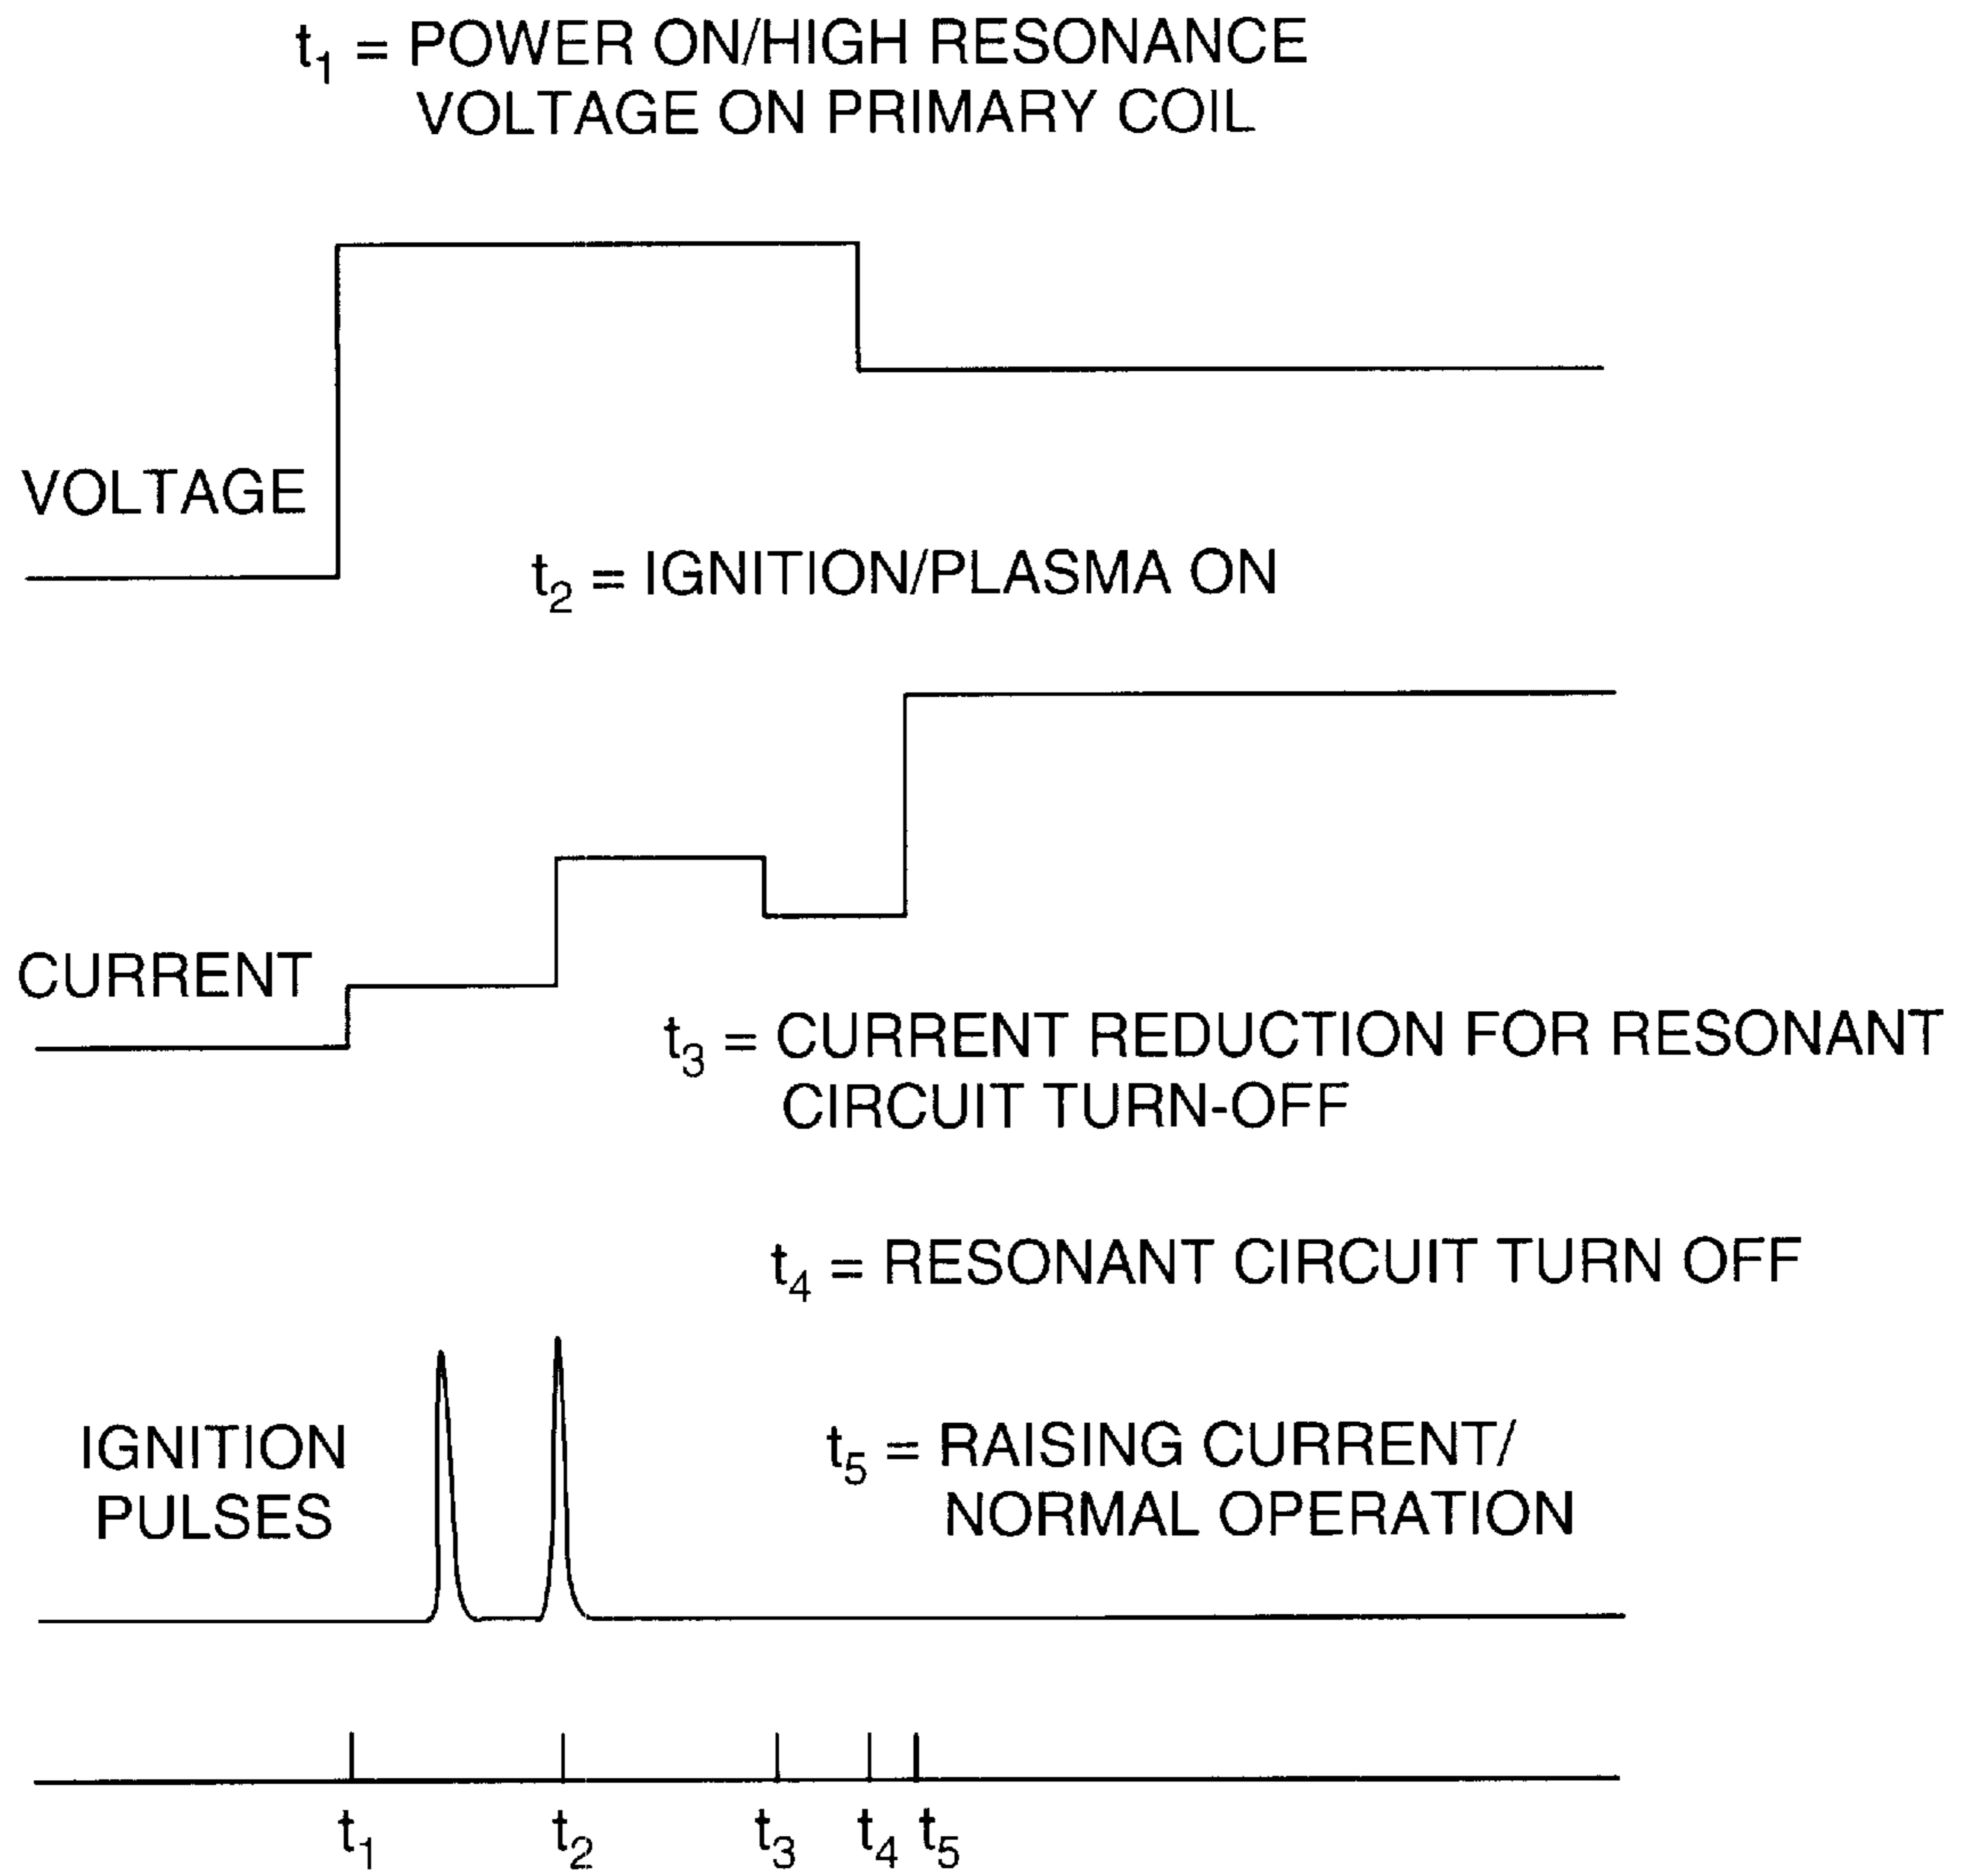 t1 = POWER ON/HIGH RESONANCE
VOLTAGE ON PRIMARY COIL
VOLTAGE
t2 = IGNITION/PLASMA ON
CURRENT
t3 = CURRENT REDUCTION FOR RESONANT
CIRCUIT TURN-OFF
t4 = RESONANT CIRCUIT TURN OFF
IGNITION
PULSES
t5 = RAISING CURRENT/
NORMAL OPERATION
t1 t2 t3 t4 t5